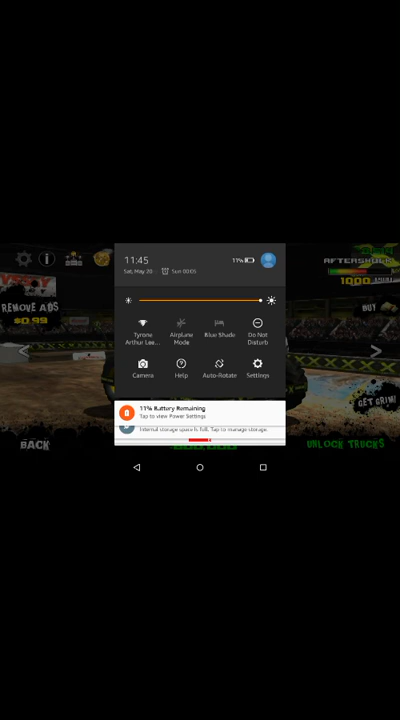 11:45
11%
Sat, May 20
Sun 00:05
AFTERSHOCK
REMOVE ADS
$0.99
1000
BUY
Tyrone
Arthur Lee...
Airplane
Mode
Blue Shade
Do Not
Disturb
Camera
Help
Auto-Rotate
Settings
GET GRIM!
11% Battery Remaining
Tap to view Power Settings
Internal storage space is full. Tap to manage storage.
BACK
UNLOCK TRUCKS